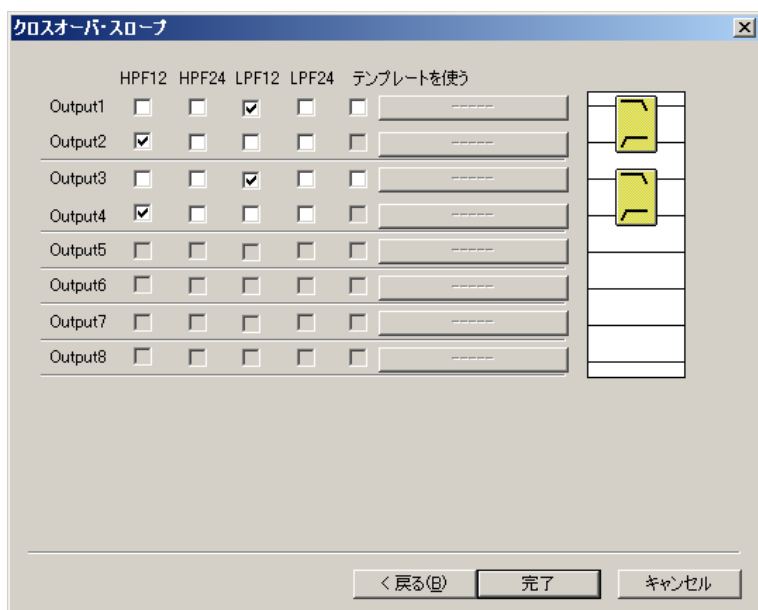 クロスオーバ・スロープ
HPF12 HPF24 LPF12 LPF24 テンプレートを使う
Output1 -----
Output2 -----
Output3 -----
Output4 -----
Output5 -----
Output6 -----
Output7 -----
Output8 -----
< 戻る(B) 完了 キャンセル